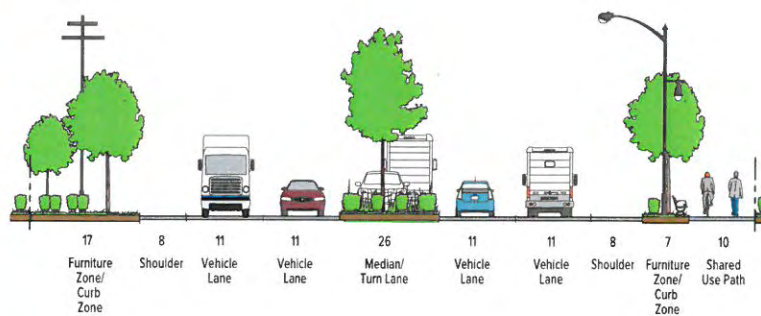 17 8 11 11 26 11 11 8 7 10
Furniture Shoulder Vehicle Vehicle Median/ Vehicle Vehicle Shoulder Furniture Shared
Zone/ Lane Lane Turn Lane Lane Lane Zone/ Use Path
Curb Curb
Zone Zone